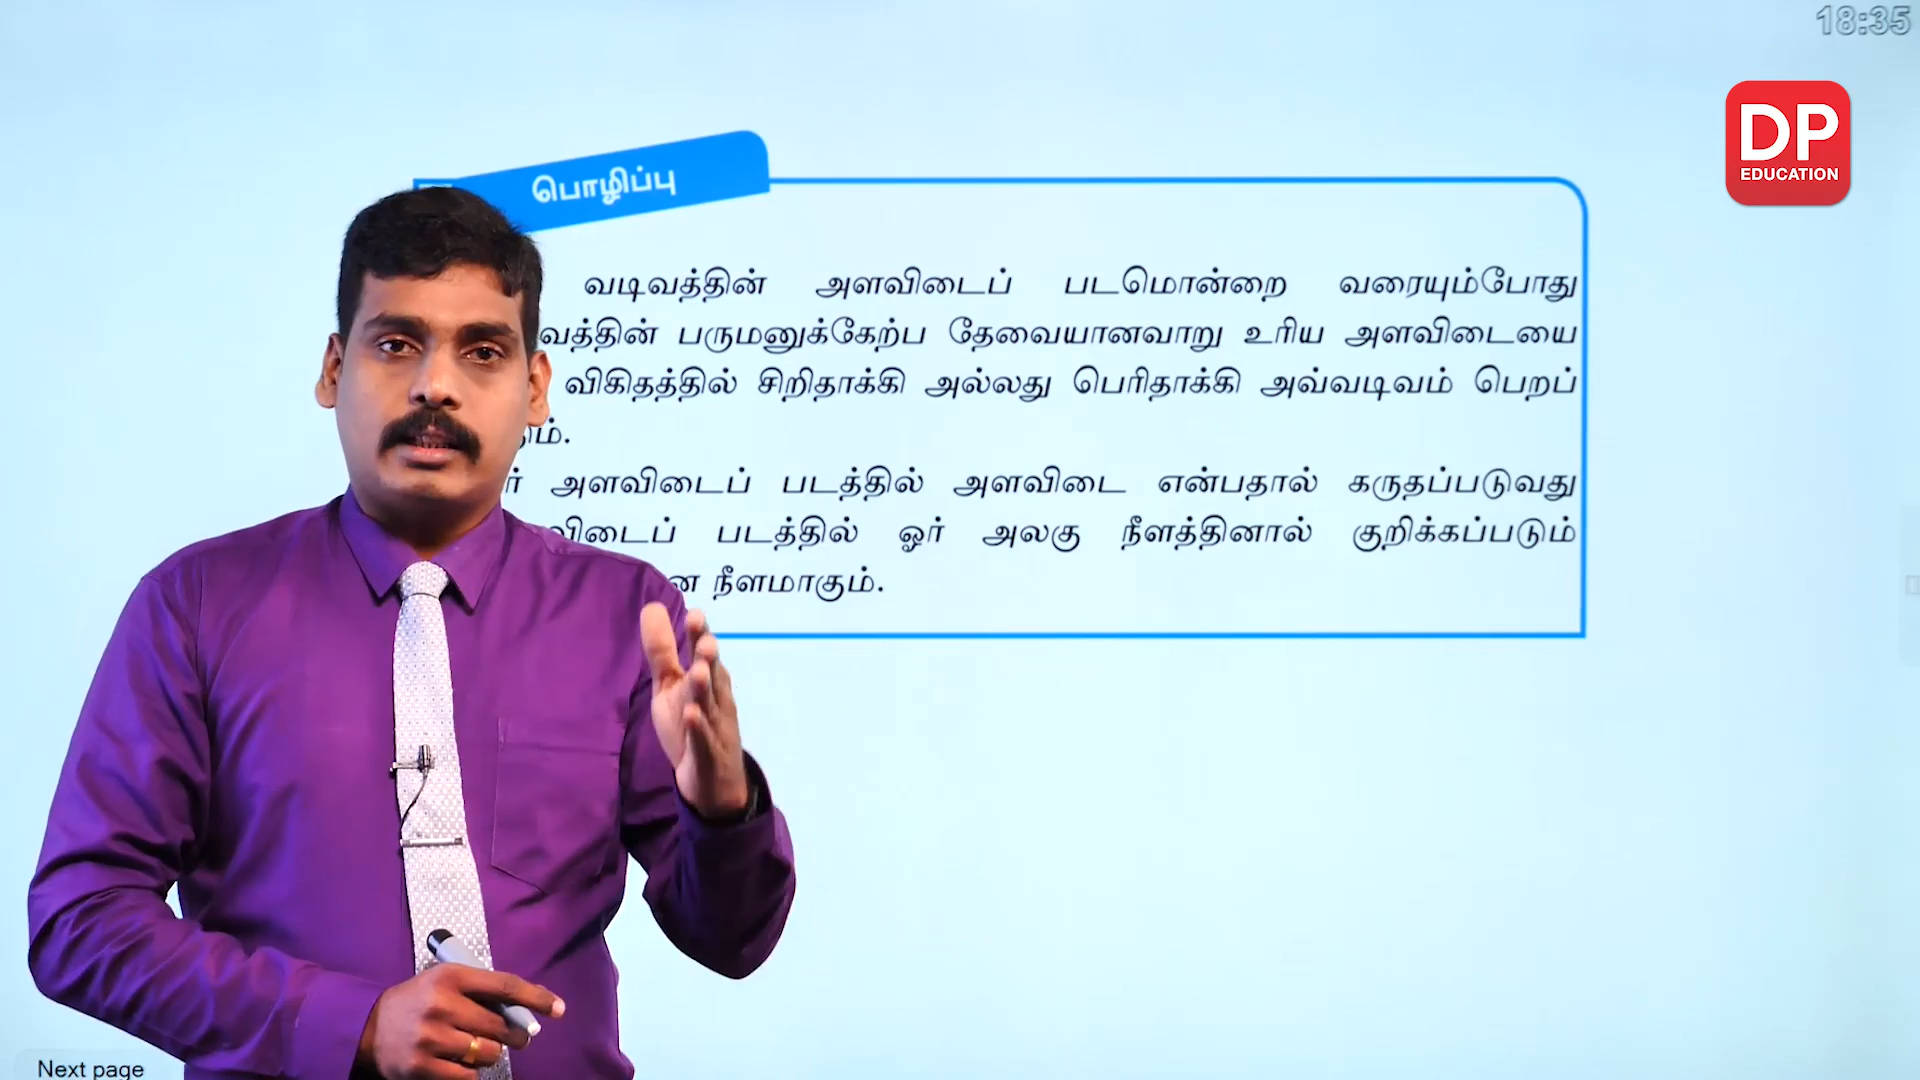 18:35
DP
EDUCATION
பொழிப்பு
வடிவத்தின் அளவிடைப் படமொன்றை வரையும்போது
பருமனுக்கேற்ப தேவையானவாறு உரிய அளவிடையை
விகிதத்தில் சிறிதாக்கி அல்லது பெரிதாக்கி அவ்வடிவம் பெறப்
அளவிடைப் படத்தில் அளவிடை என்பதால் கருதப்படுவது
படத்தில் ஓர் அலகு நீளத்தினால் குறிக்கப்படும்
நீளமாகும்.
Next page